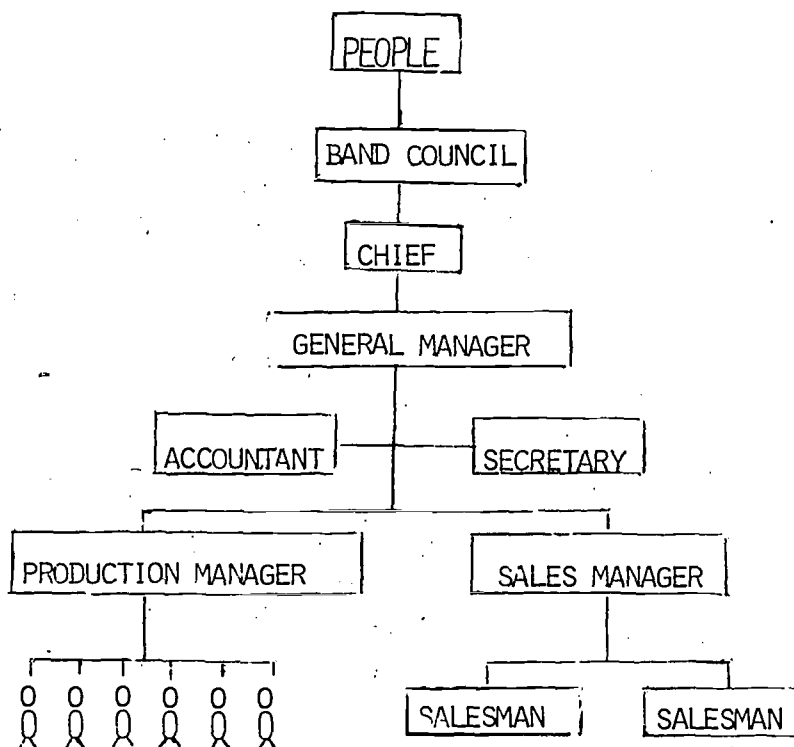 PEOPLE
BAND COUNCIL
CHIEF
GENERAL MANAGER
ACCOUNTANT SECRETARY
PRODUCTION MANAGER SALES MANAGER
SALESMAN SALESMAN